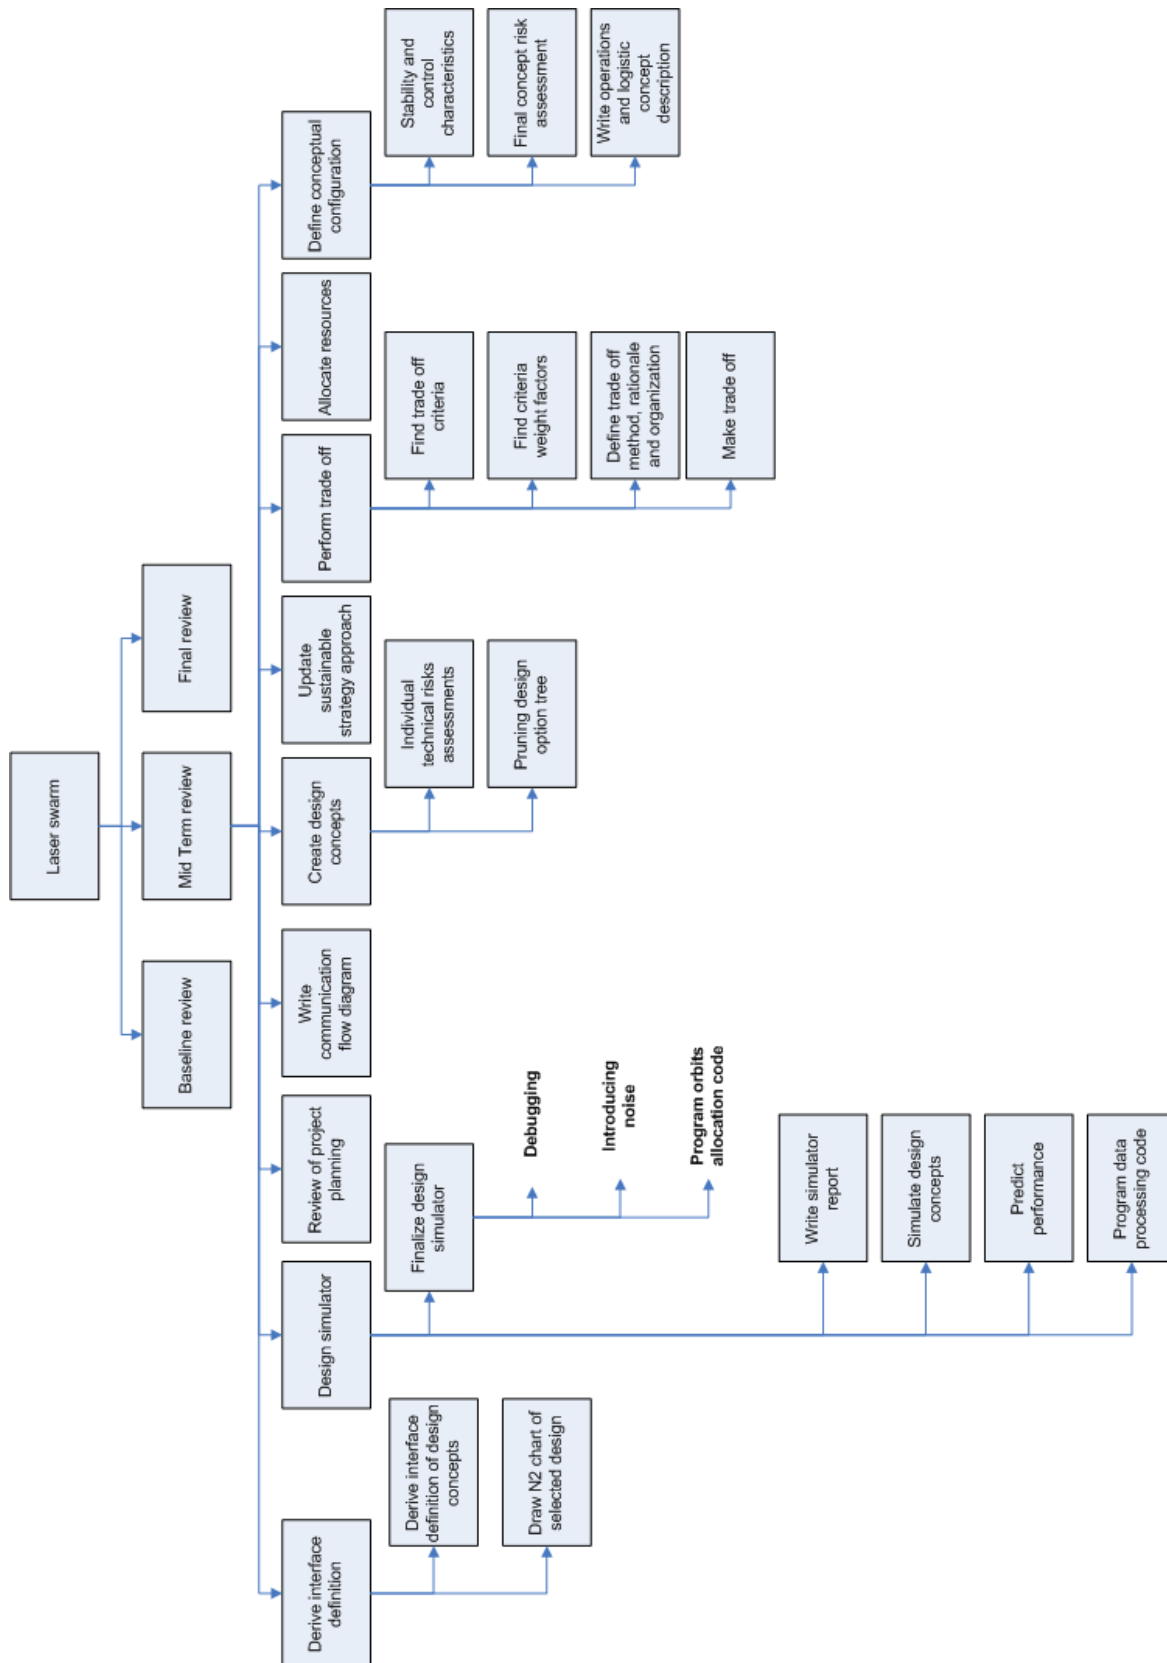 Laser swarm
Baseline review
Mid Term review
Final review
Derive interface
definition
Design simulator
Review of project
planning
Write
communication
flow diagram
Create design
concepts
Update
sustainable
strategy approach
Perform trade off
Allocate resources
Define conceptual
configuration
Derive interface
definition of design
concepts
Draw N2 chart of
selected design
Finalize design
simulator
Debugging
Introducing
noise
Program orbits
allocation code
Write simulator
report
Simulate design
concepts
Predict
performance
Program data
processing code
Individual
technical risks
assessments
Pruning design
option tree
Find trade off
criteria
Find criteria
weight factors
Define trade off
method, rationale
and organization
Make trade off
Stability and
control
characteristics
Final concept risk
assessment
Write operations
and logistic
concept
description